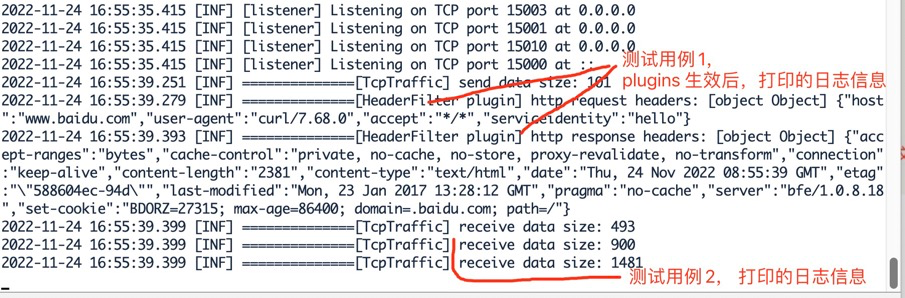 2022-11-24 16:55:35.415 [INF] [listener] Listening on TCP port 15003 at 0.0.0.0
2022-11-24 16:55:35.415 [INF] [listener] Listening on TCP port 15001 at 0.0.0.0
2022-11-24 16:55:35.415 [INF] [listener] Listening on TCP port 15010 at 0.0.0.0
2022-11-24 16:55:35.415 [INF] [listener] Listening on TCP port 15000 at ::
测试用例1，
plugins 生效后，打印的日志信息
2022-11-24 16:55:39.251 [INF] ==============[TcpTraffic] send data size: 101
2022-11-24 16:55:39.279 [INF] ==============[HeaderFilter plugin] http request headers: [object Object] {"host
":"www.baidu.com","user-agent":"curl/7.68.0","accept":"*/*","serviceidentity":"hello"}
2022-11-24 16:55:39.393 [INF] ==============[HeaderFilter plugin] http response headers: [object Object] {"acc
ept-ranges":"bytes","cache-control":"private, no-cache, no-store, proxy-revalidate, no-transform","connection"
:"keep-alive","content-length":"2381","content-type":"text/html","date":"Thu, 24 Nov 2022 08:55:39 GMT","etag"
:"\"588604ec-94d\"","last-modified":"Mon, 23 Jan 2017 13:28:12 GMT","pragma":"no-cache","server":"bfe/1.0.8.18"
,"set-cookie":"BDORZ=27315; max-age=86400; domain=.baidu.com; path=/"}
2022-11-24 16:55:39.399 [INF] ==============[TcpTraffic] receive data size: 493
2022-11-24 16:55:39.399 [INF] ==============[TcpTraffic] receive data size: 900
2022-11-24 16:55:39.399 [INF] ==============[TcpTraffic] receive data size: 1481
测试用例2， 打印的日志信息